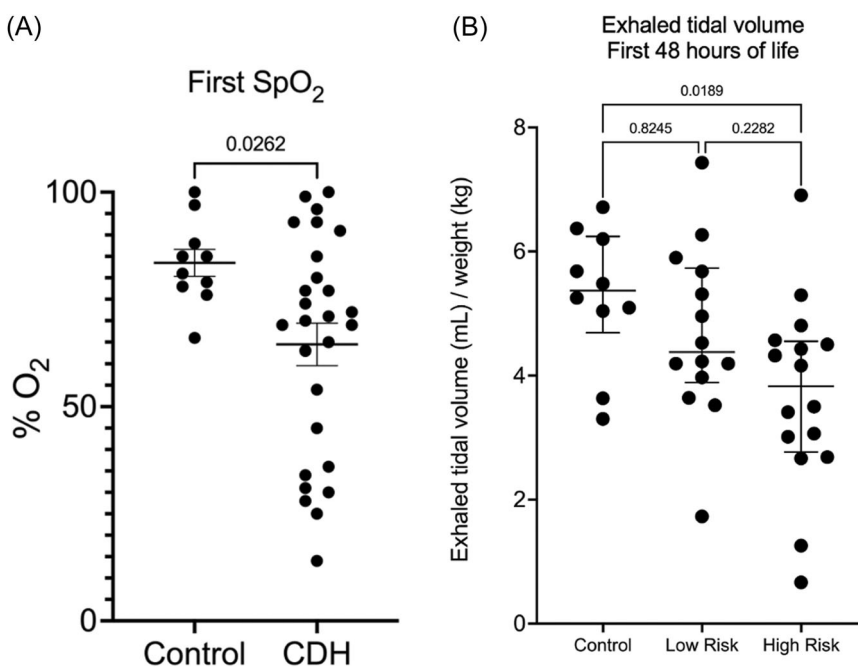 (A)
First SpO₂
0.0262
% O₂
100
50
0
Control
CDH
(B)
Exhaled tidal volume
First 48 hours of life
0.0189
0.8245
0.2282
Exhaled tidal volume (mL) / weight (kg)
8
6
4
2
0
Control
Low Risk
High Risk